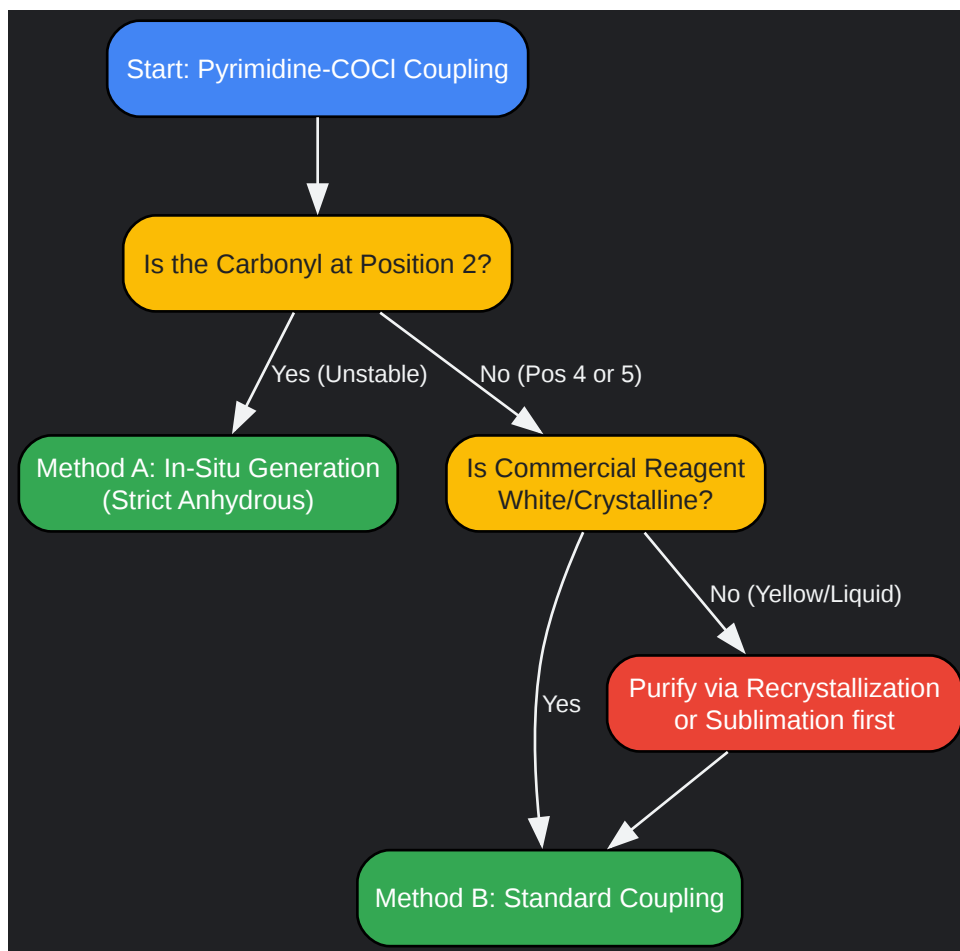 Start: Pyrimidine-COCl Coupling
Is the Carbonyl at Position 2?
Yes (Unstable)
No (Pos 4 or 5)
Method A: In-Situ Generation
(Strict Anhydrous)
Is Commercial Reagent
White/Crystalline?
No (Yellow/Liquid)
Purify via Recrystallization
or Sublimation first
Yes
Method B: Standard Coupling